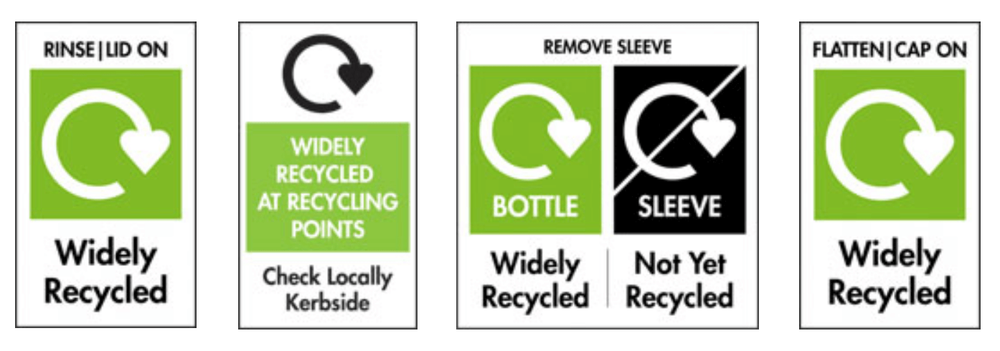 RINSE|LID ON
Widely
Recycled
WIDELY
RECYCLED
AT RECYCLING
POINTS
Check Locally
Kerbside
REMOVE SLEEVE
BOTTLE
Widely
Recycled
SLEEVE
Not Yet
Recycled
FLATTEN|CAP ON
Widely
Recycled